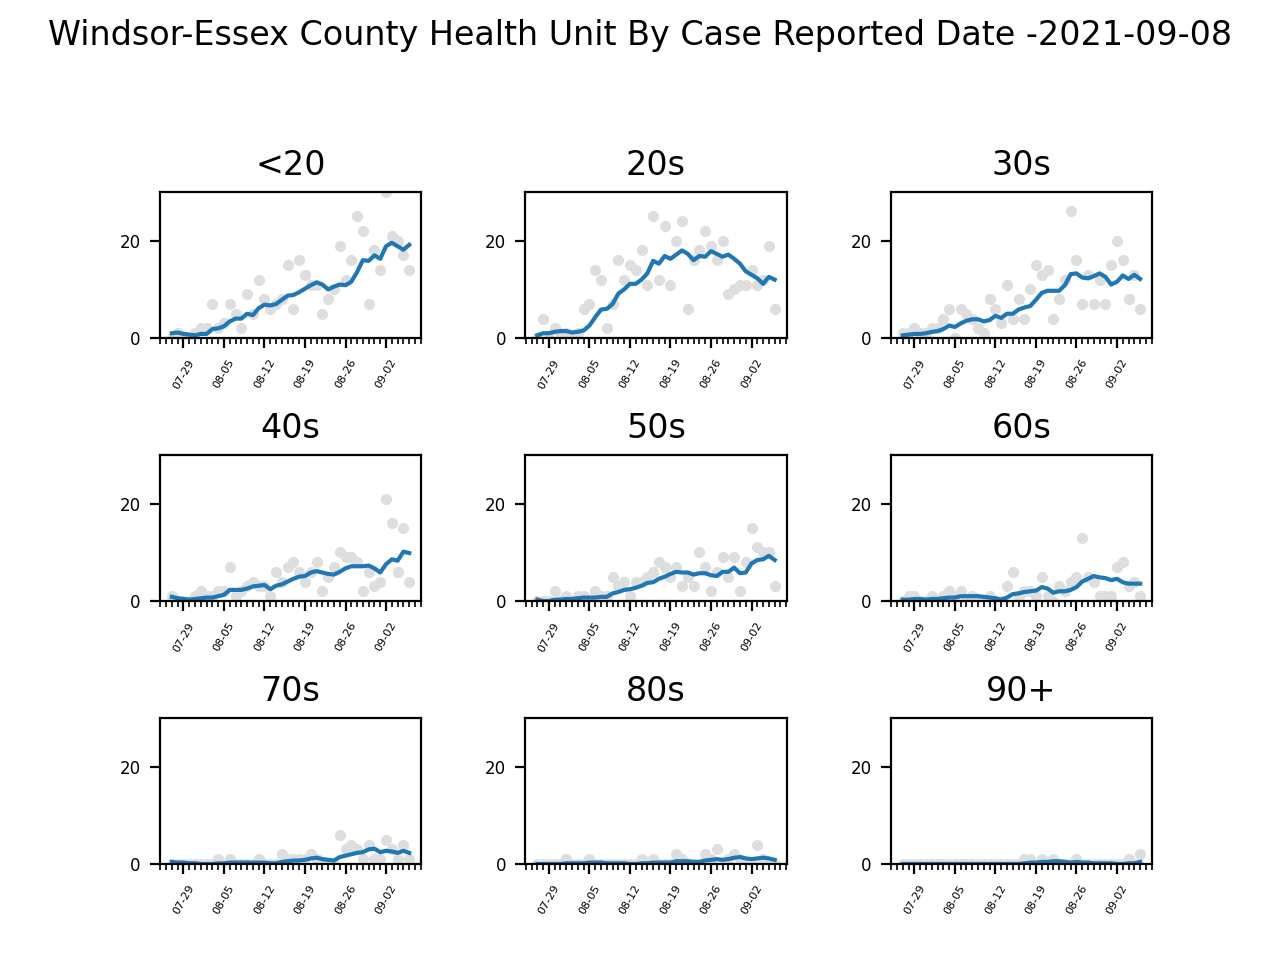 Windsor-Essex County Health Unit By Case Reported Date -2021-09-08
<20 20s 30s
20 20 20
0 0 0
07-29 08-05 08-12 08-19 08-26 09-02 07-29 08-05 08-12 08-19 08-26 09-02 07-29 08-05 08-12 08-19 08-26 09-02
40s 50s 60s
20 20 20
0 0 0
07-29 08-05 08-12 08-19 08-26 09-02 07-29 08-05 08-12 08-19 08-26 09-02 07-29 08-05 08-12 08-19 08-26 09-02
70s 80s 90+
20 20 20
0 0 0
07-29 08-05 08-12 08-19 08-26 09-02 07-29 08-05 08-12 08-19 08-26 09-02 07-29 08-05 08-12 08-19 08-26 09-02